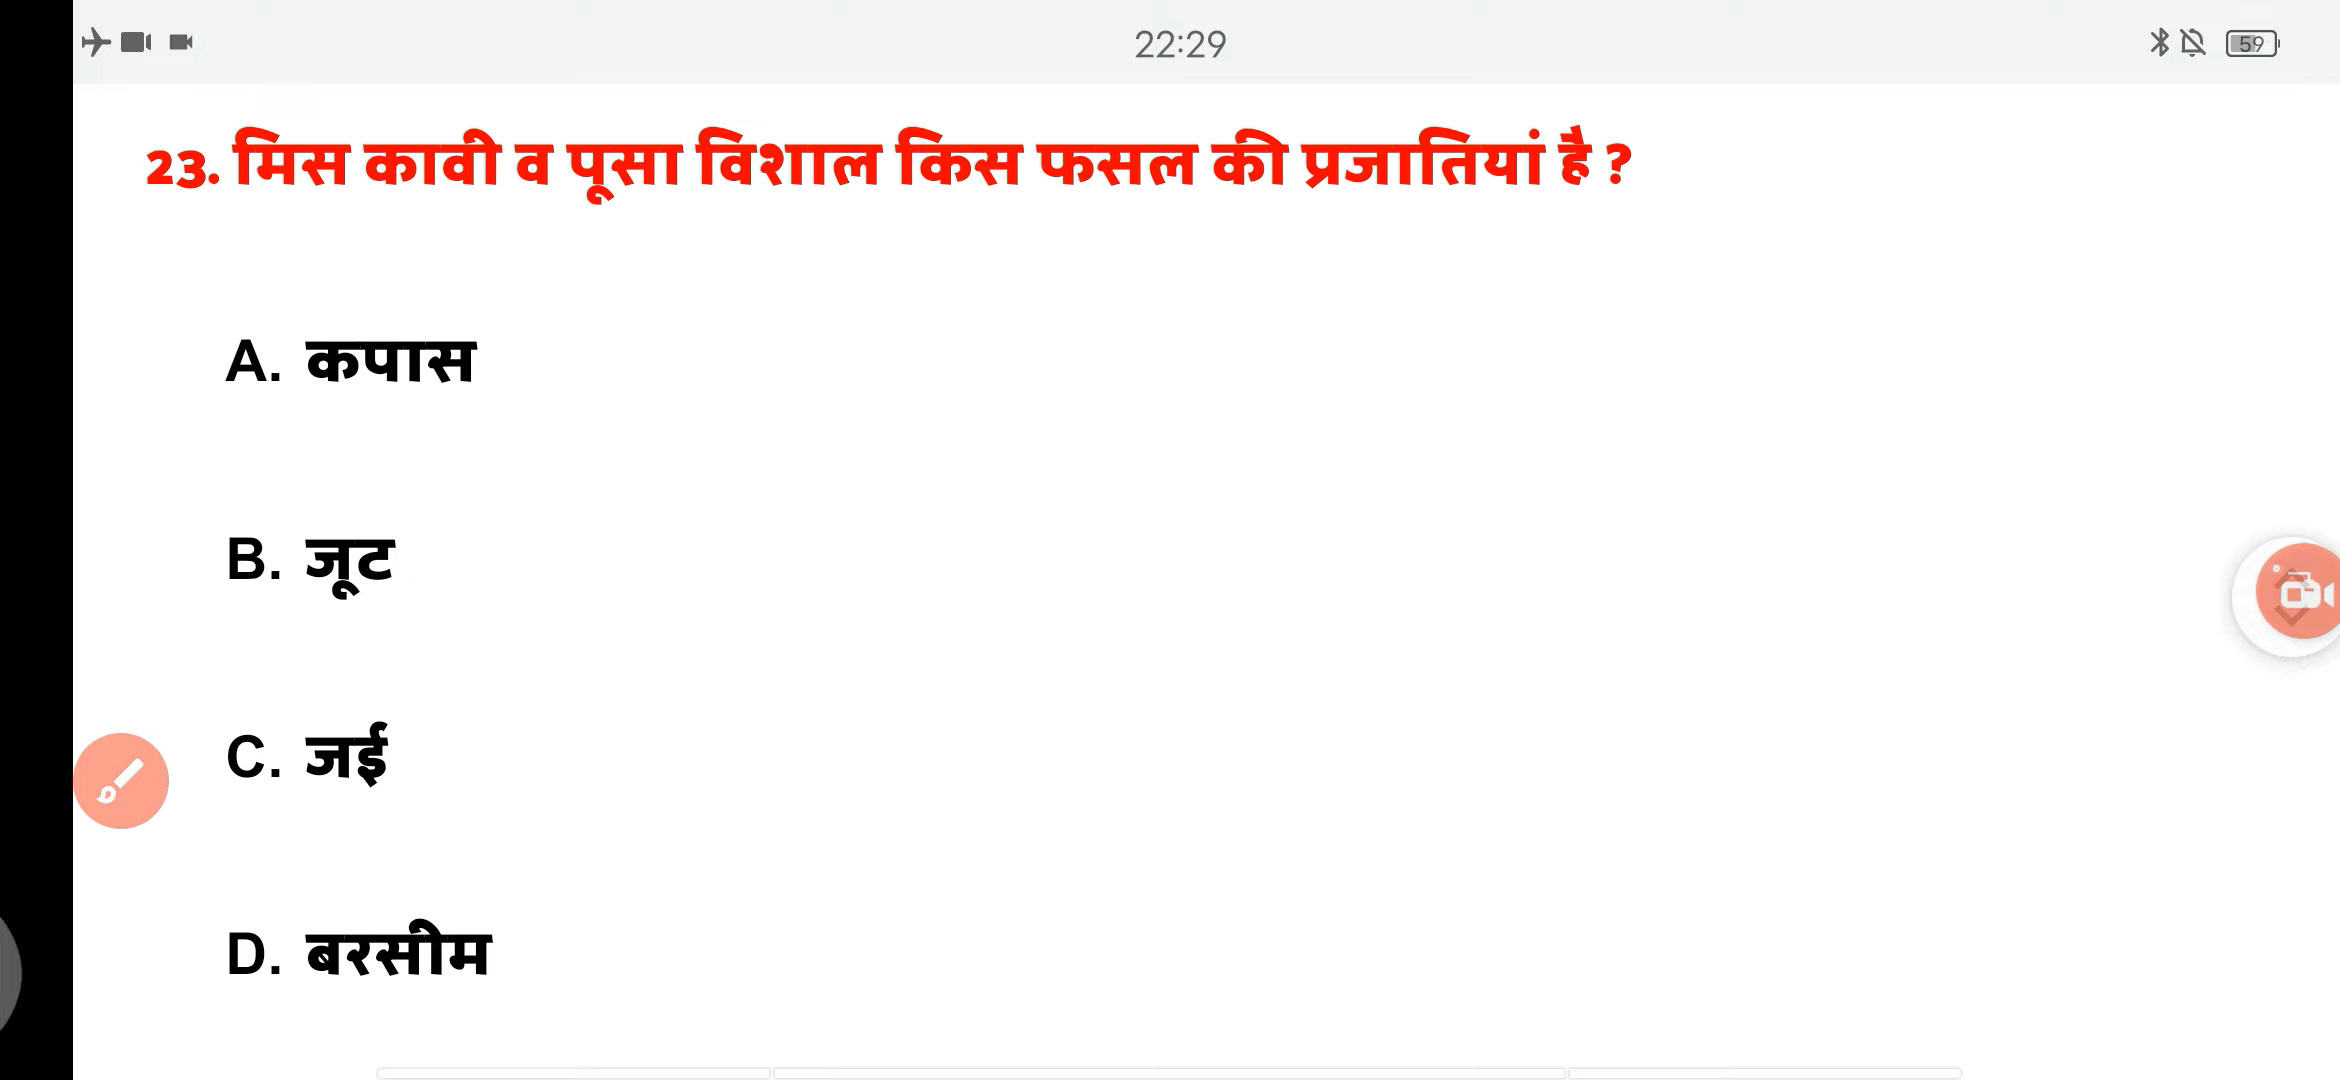 22:29
59
23. मिस कावी व पूसा विशाल किस फसल की प्रजातियां है ?
A. कपास
B. जूट
C. जई
D. बरसीम